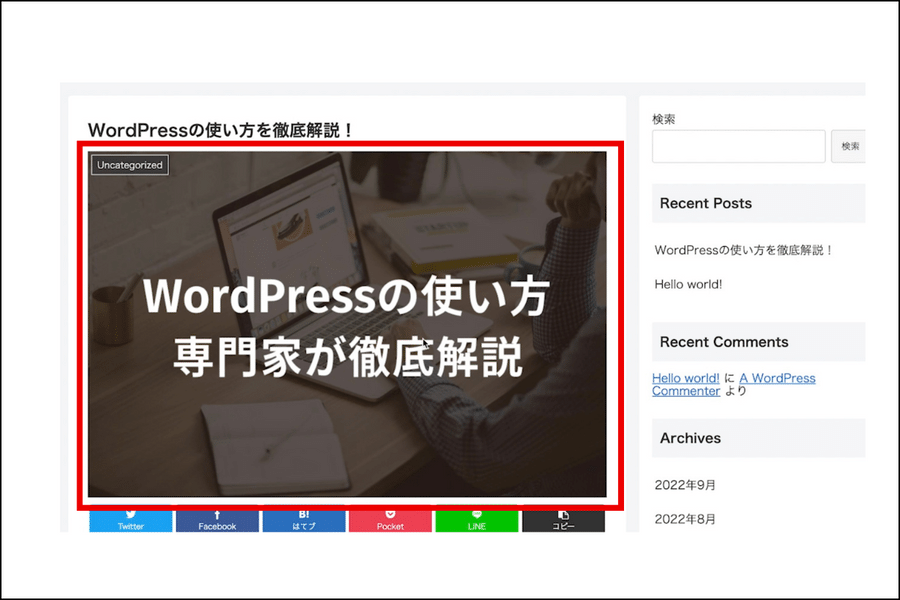 WordPressの使い方を徹底解説！
Uncategorized
WordPressの使い方
専門家が徹底解説
B!
Twitter
Facebook
はてブ
Pocket
LINE
コピー
検索
検索
Recent Posts
WordPressの使い方を徹底解説！
Hello world!
Recent Comments
Hello world! に A WordPress
Commenter より
Archives
2022年9月
2022年8月